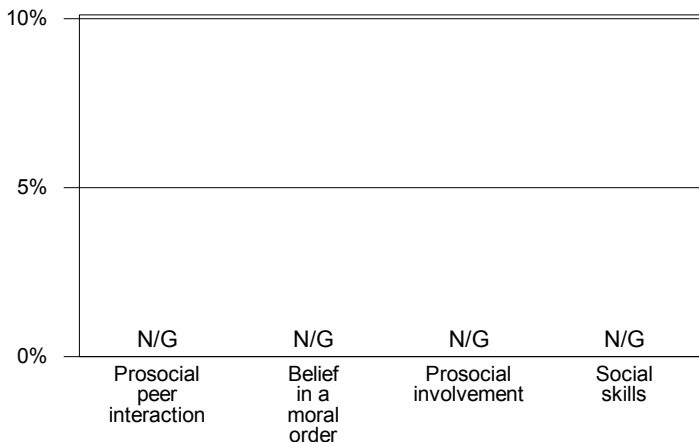 10%
5%
0%
N/G N/G N/G N/G
Prosocial
peer
interaction
Belief
in a
moral
order
Prosocial
involvement
Social
skills